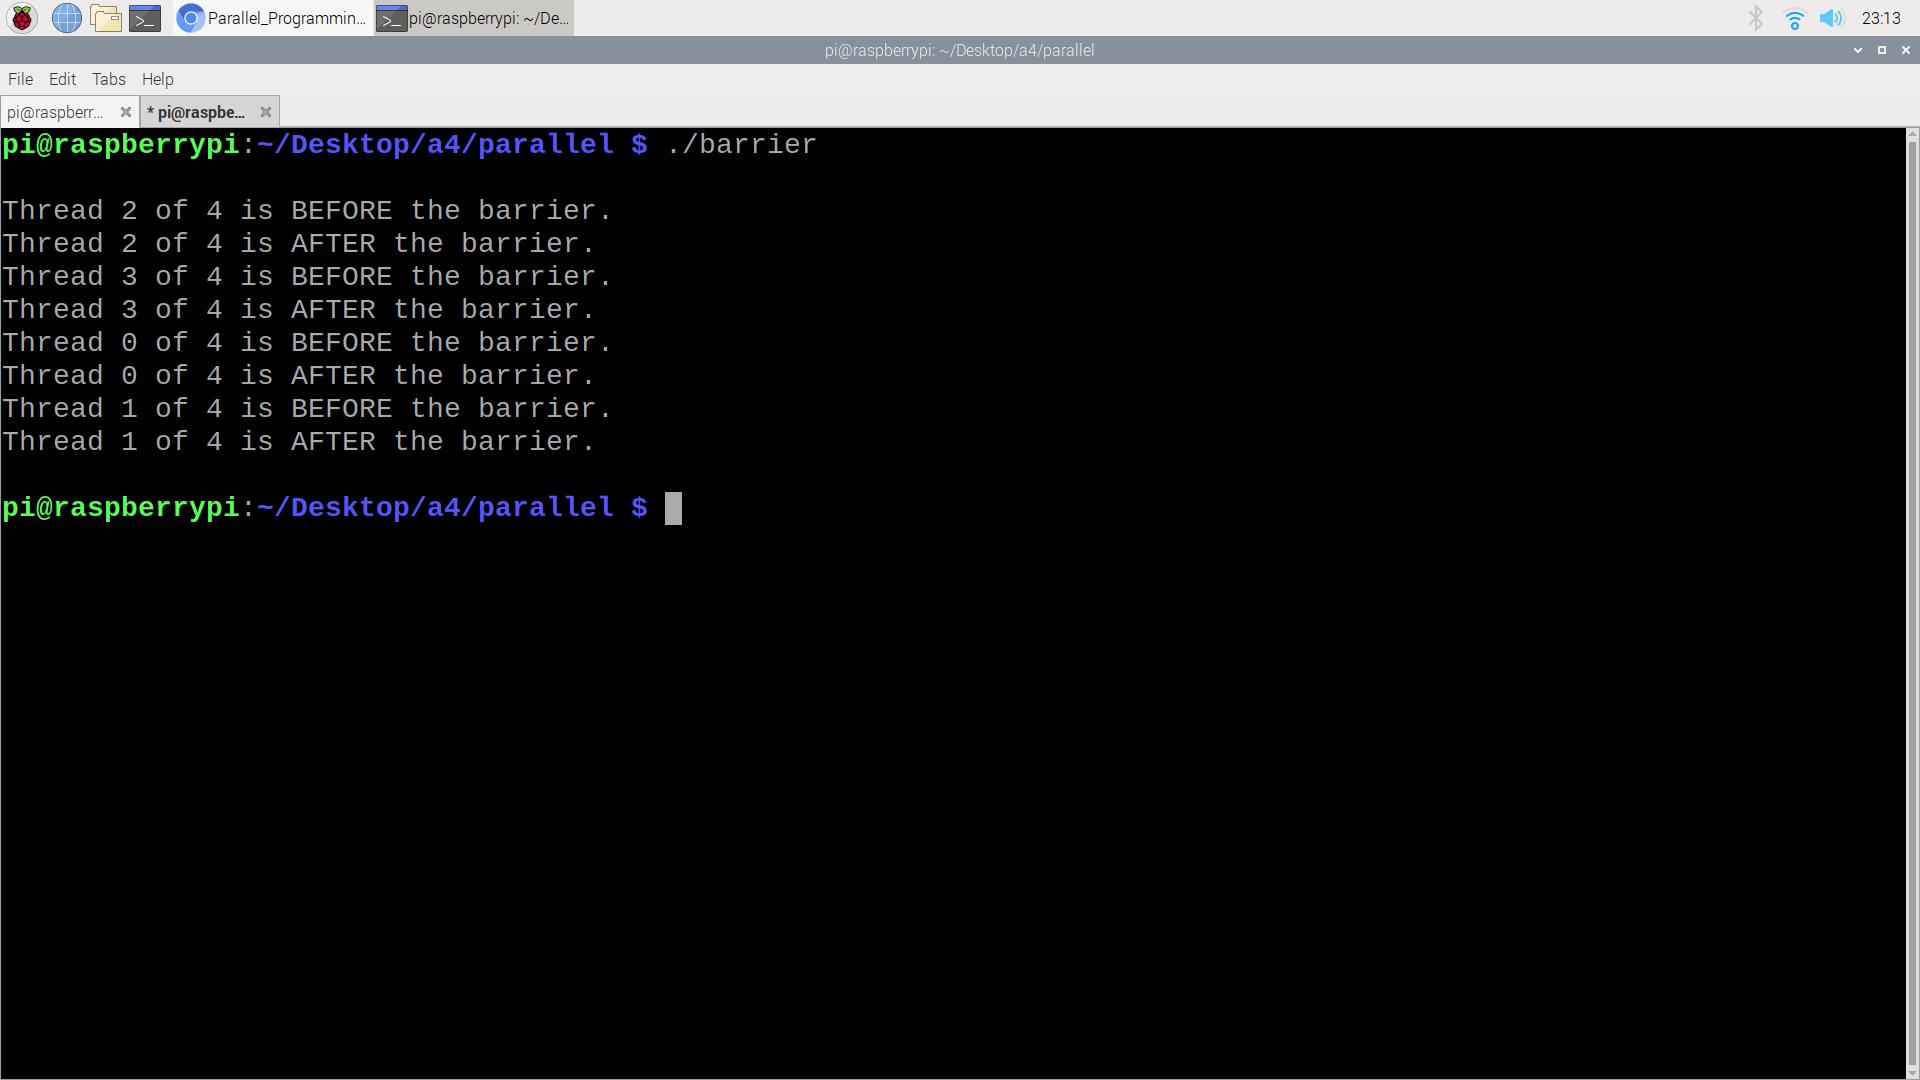 Parallel_Programmin...
pi@raspberrypi: ~/De...
23:13
pi@raspberrypi: ~/Desktop/a4/parallel
File Edit Tabs Help
pi@raspberr...
* pi@raspbe...
pi@raspberrypi:~/Desktop/a4/parallel $ ./barrier
Thread 2 of 4 is BEFORE the barrier.
Thread 2 of 4 is AFTER the barrier.
Thread 3 of 4 is BEFORE the barrier.
Thread 3 of 4 is AFTER the barrier.
Thread 0 of 4 is BEFORE the barrier.
Thread 0 of 4 is AFTER the barrier.
Thread 1 of 4 is BEFORE the barrier.
Thread 1 of 4 is AFTER the barrier.
pi@raspberrypi:~/Desktop/a4/parallel $